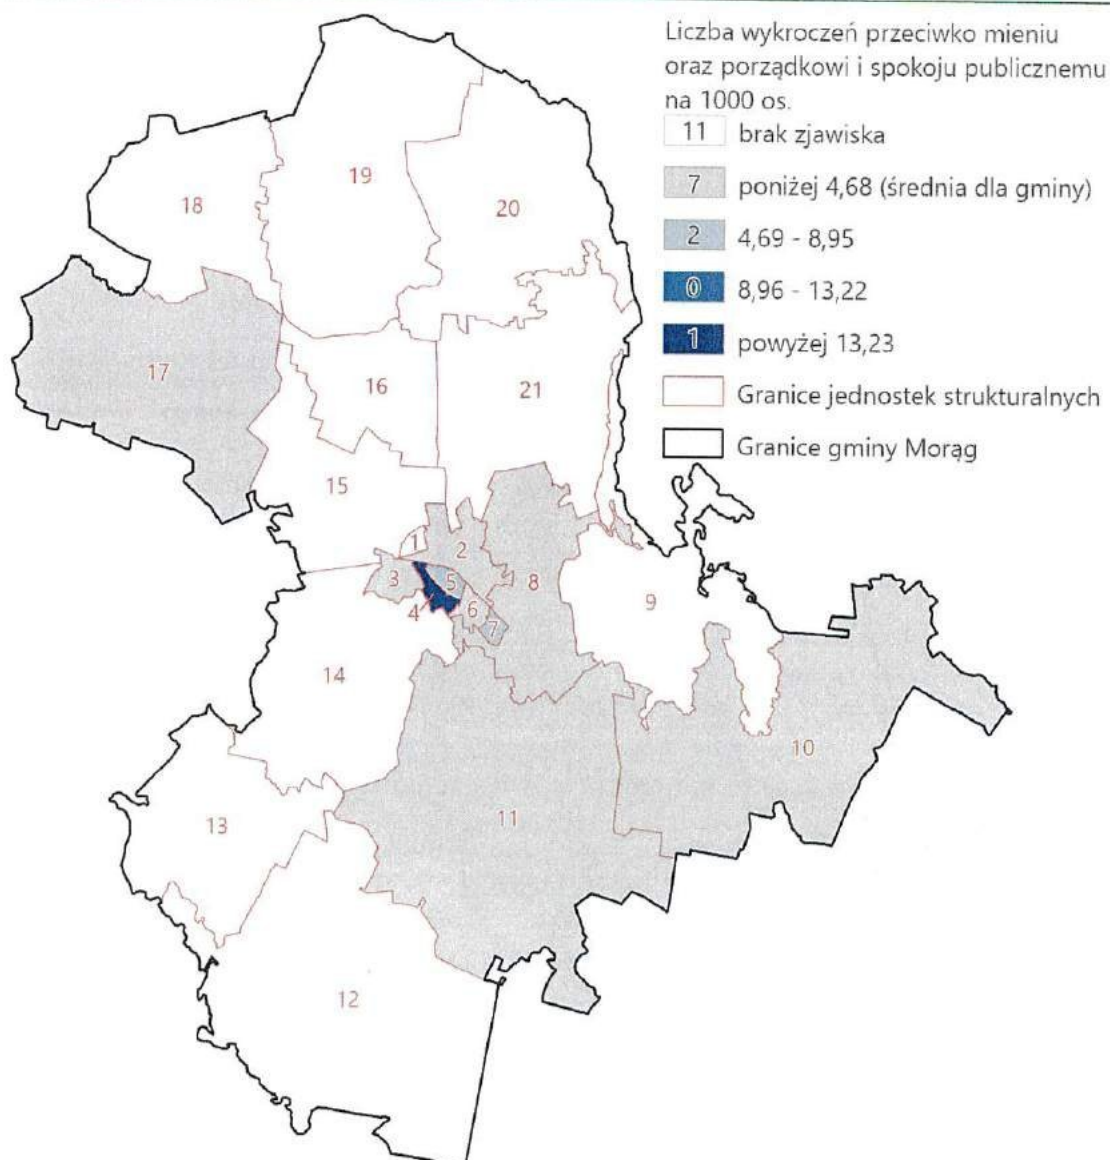 Liczba wykroczeń przeciwko mieniu
oraz porządkowi i spokoju publicznemu
na 1000 os.
11 brak zjawiska
7 poniżej 4,68 (średnia dla gminy)
2 4,69 - 8,95
0 8,96 - 13,22
1 powyżej 13,23
Granice jednostek strukturalnych
Granice gminy Morąg
19
18
20
17
16
21
15
1
2
3
5
8
4
6
9
7
14
10
13
11
12